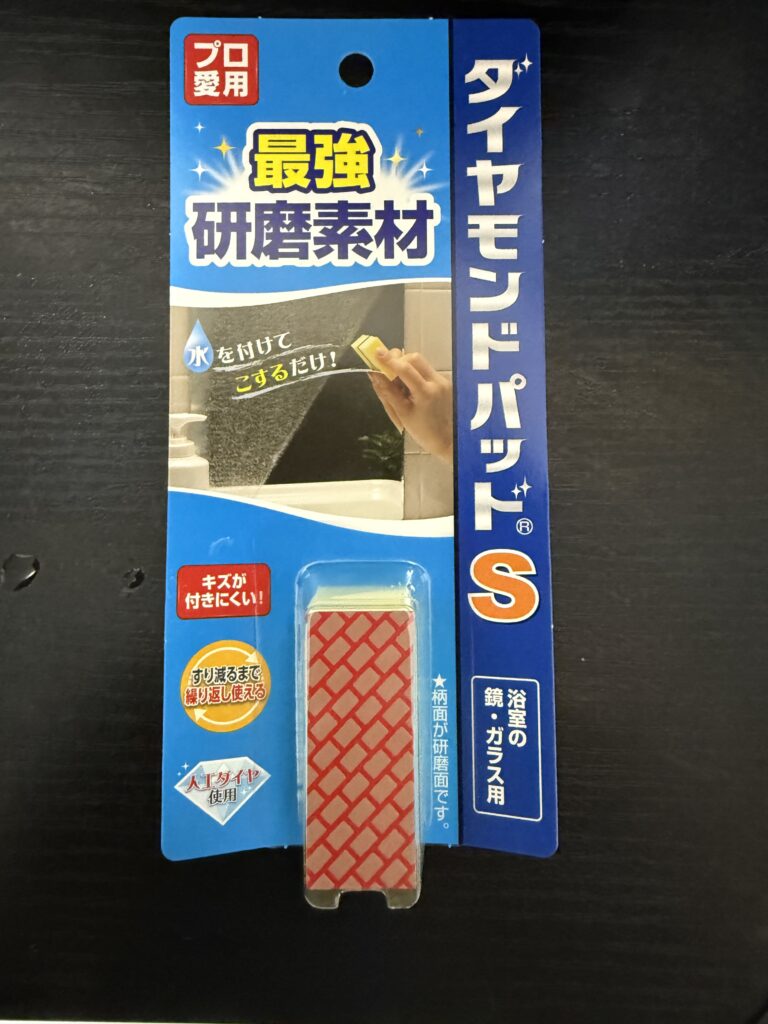 プロ
愛用
最強
研磨素材
水を付けて
こするだけ!
キズが
付きにくい!
すり減るまで
繰り返し使える
人工ダイヤ
使用
★柄面が研磨面です。
ダイヤモンドパッド®S
浴室の
鏡・ガラス用